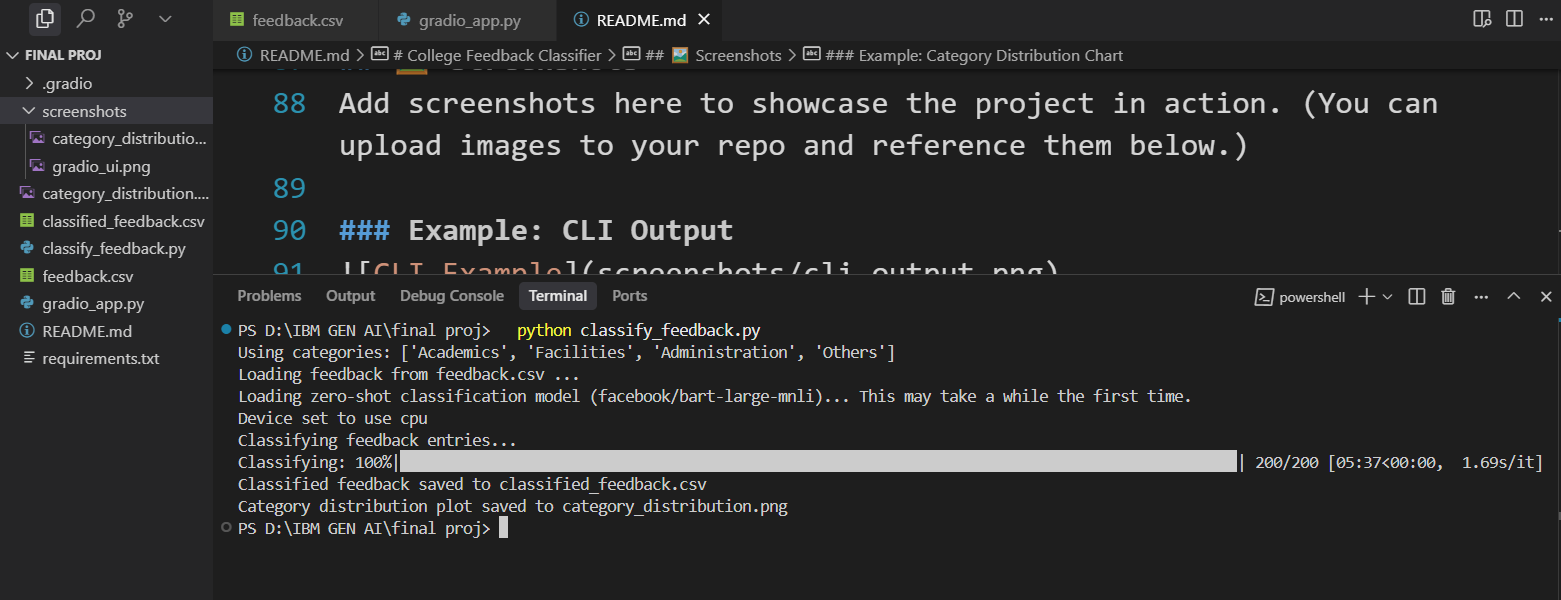 feedback.csv
gradio_app.py
README.md
FINAL PROJ
README.md > # College Feedback Classifier > ## Screenshots > ### Example: Category Distribution Chart
.gradio
screenshots
category_distributio...
gradio_ui.png
category_distribution....
classified_feedback.csv
classify_feedback.py
feedback.csv
gradio_app.py
README.md
requirements.txt
88 Add screenshots here to showcase the project in action. (You can
upload images to your repo and reference them below.)
89
90 ### Example: CLI Output
91 ![CLI Example](screenshots/cli_output.png)
Problems Output Debug Console Terminal Ports
powershell
PS D:\IBM GEN AI\final proj> python classify_feedback.py
Using categories: ['Academics', 'Facilities', 'Administration', 'Others']
Loading feedback from feedback.csv ...
Loading zero-shot classification model (facebook/bart-large-mnli)... This may take a while the first time.
Device set to use cpu
Classifying feedback entries...
Classifying: 100%| | 200/200 [05:37<00:00, 1.69s/it]
Classified feedback saved to classified_feedback.csv
Category distribution plot saved to category_distribution.png
PS D:\IBM GEN AI\final proj>